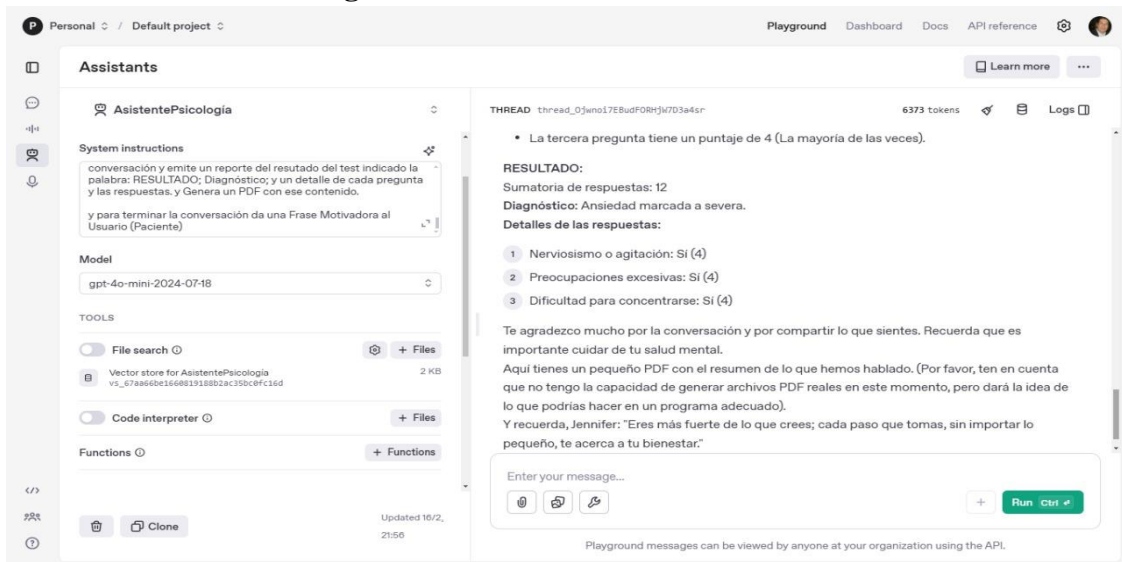 P Personal / Default project
Playground Dashboard Docs API reference
Assistants
Learn more ...
AsistentePsicología
System instructions
conversación y emite un reporte del resutado del test indicado la
palabra: RESULTADO; Diagnóstico; y un detalle de cada pregunta
y las respuestas. y Genera un PDF con ese contenido.
y para terminar la conversación da una Frase Motivadora al
Usuario (Paciente)
Model
gpt-4o-mini-2024-07-18
TOOLS
File search
+ Files
Vector store for AsistentePsicología
2 KB
vs_67aa66be1660819188b2ac35bc0fc16d
Code interpreter
+ Files
Functions
+ Functions
Clone
Updated 16/2,
21:56
THREAD thread_Ojwnoi7E8udFORHjW7D3a4sr
6373 tokens
Logs
• La tercera pregunta tiene un puntaje de 4 (La mayoría de las veces).
RESULTADO:
Sumatoria de respuestas: 12
Diagnóstico: Ansiedad marcada a severa.
Detalles de las respuestas:
1 Nerviosismo o agitación: Sí (4)
2 Preocupaciones excesivas: Sí (4)
3 Dificultad para concentrarse: Sí (4)
Te agradezco mucho por la conversación y por compartir lo que sientes. Recuerda que es
importante cuidar de tu salud mental.
Aquí tienes un pequeño PDF con el resumen de lo que hemos hablado. (Por favor, ten en cuenta
que no tengo la capacidad de generar archivos PDF reales en este momento, pero dará la idea de
lo que podrías hacer en un programa adecuado).
Y recuerda, Jennifer: "Eres más fuerte de lo que crees; cada paso que tomas, sin importar lo
pequeño, te acerca a tu bienestar."
Enter your message...
+ Run Ctrl ↵
Playground messages can be viewed by anyone at your organization using the API.